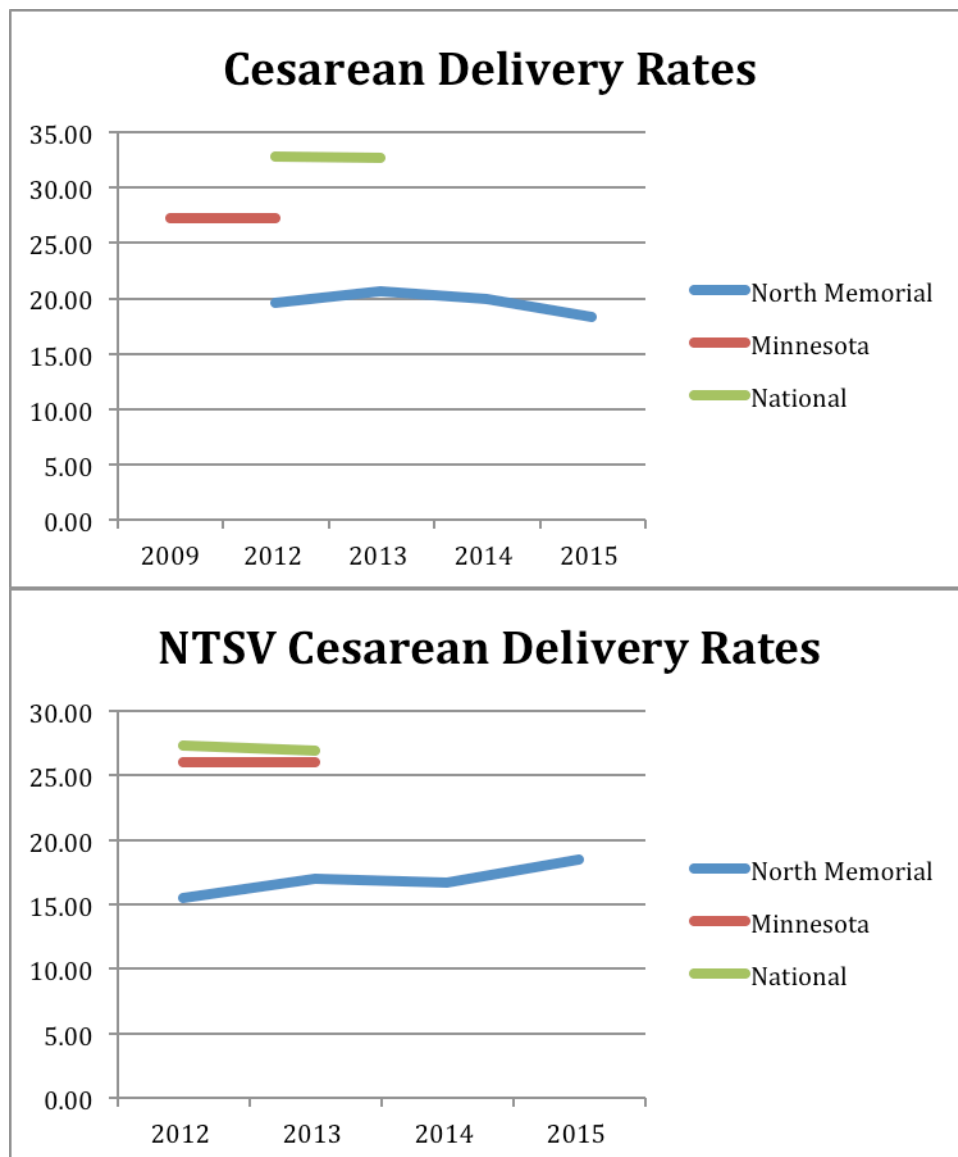 Cesarean Delivery Rates
35.00
30.00
25.00
20.00
15.00
10.00
5.00
0.00
2009 2012 2013 2014 2015
North Memorial
Minnesota
National
NTSV Cesarean Delivery Rates
30.00
25.00
20.00
15.00
10.00
5.00
0.00
2012 2013 2014 2015
North Memorial
Minnesota
National